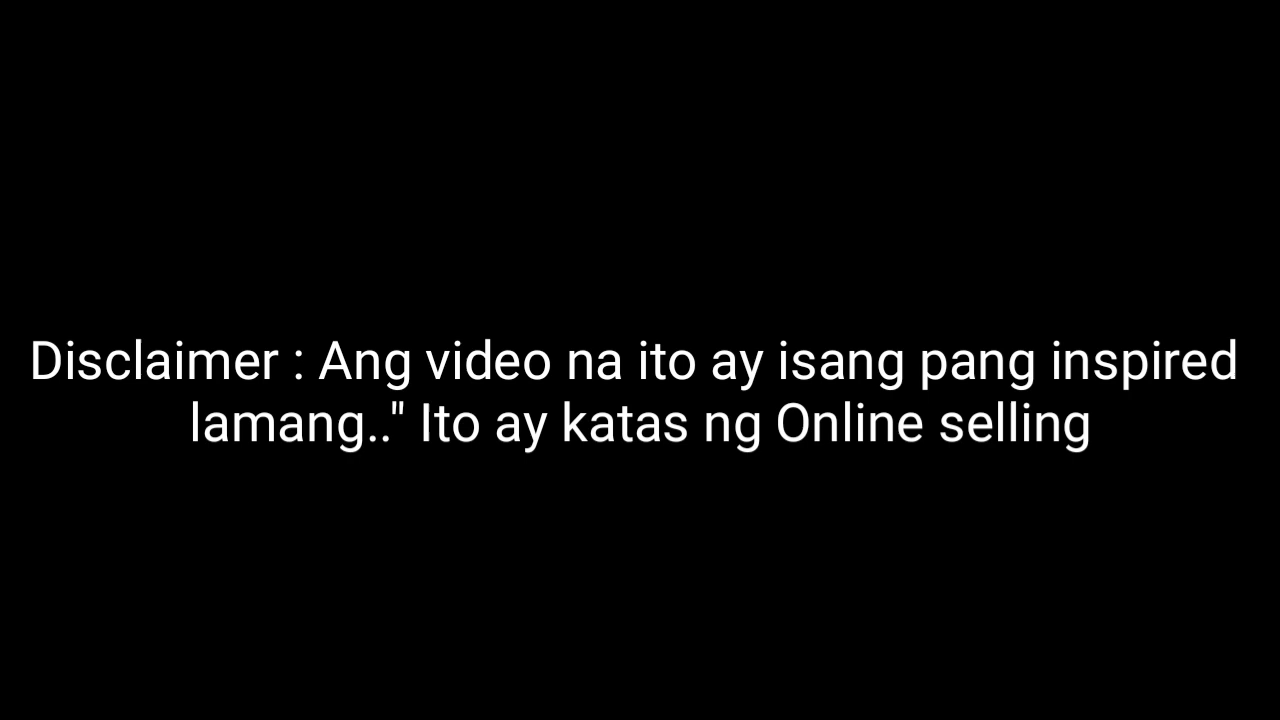 Disclaimer : Ang video na ito ay isang pang inspired
lamang.." Ito ay katas ng Online selling